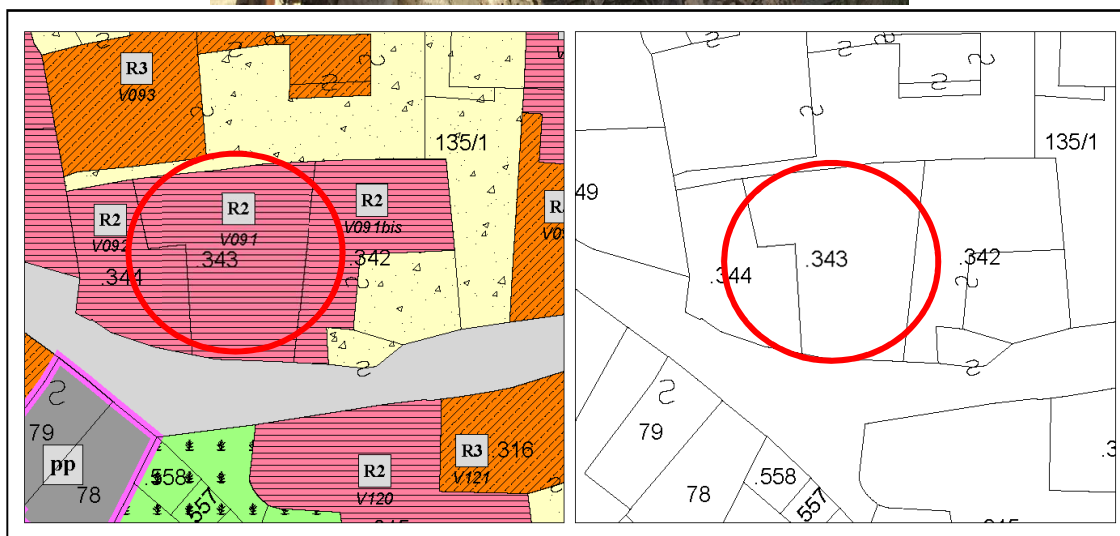 R3
V093
135/1
R2
V091
R2
V091bis
R2
V092
.343
.342
.344
79
pp
78
.558
557
R2
V120
R3
V121
.316
135/1
49
.343
.342
.344
79
78
.558
557